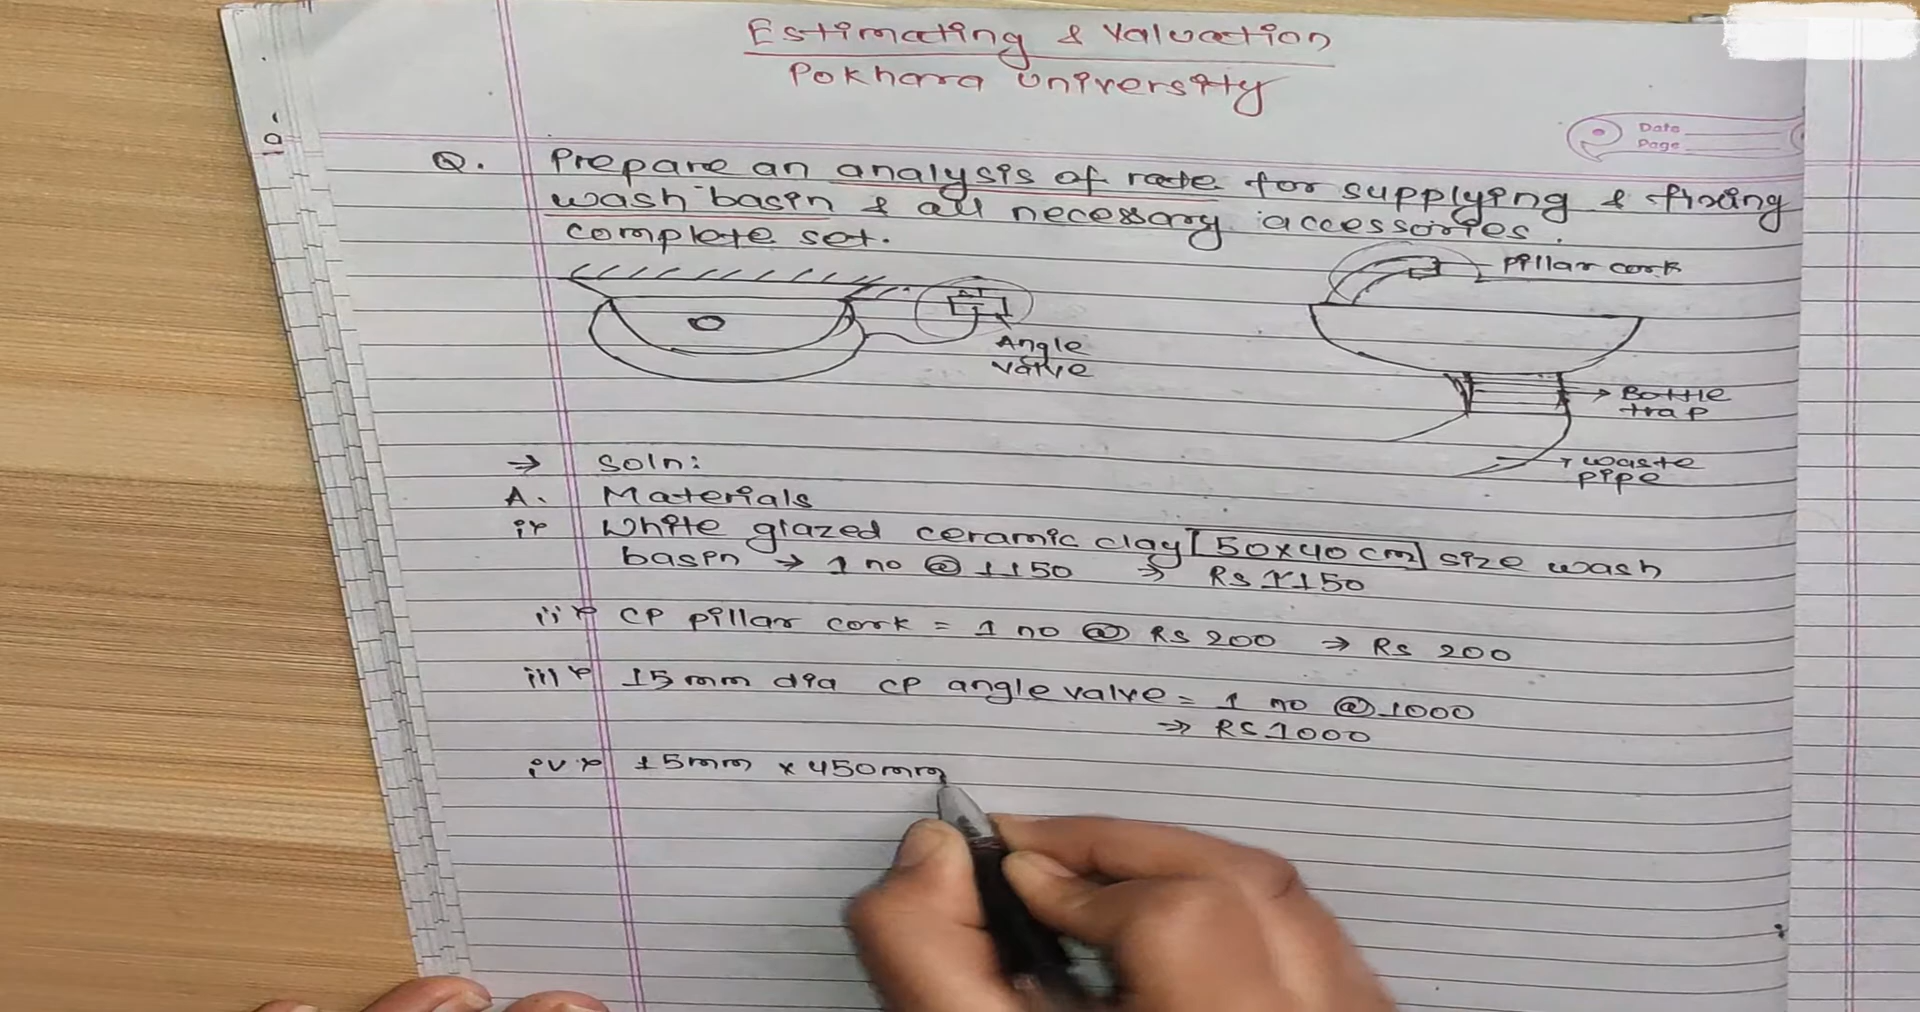 Estimating & Valuation
Pokhara University
Date
Page
Q. Prepare an analysis of rate for supplying & fixing
wash basin & all necessary accessories.
complete set.
Pillar cork
Angle
valve
Bottle
trap
waste
pipe
→ Soln:
A. Materials
i> White glazed ceramic clay [50x40 cm] size wash
basin → 1 no @ 1150 → Rs 1150
ii> CP pillar cork = 1 no @ Rs 200 → Rs 200
iii> 15mm dia CP angle valve = 1 no @ 1000
→ Rs 1000
iv> 15mm x 450mm